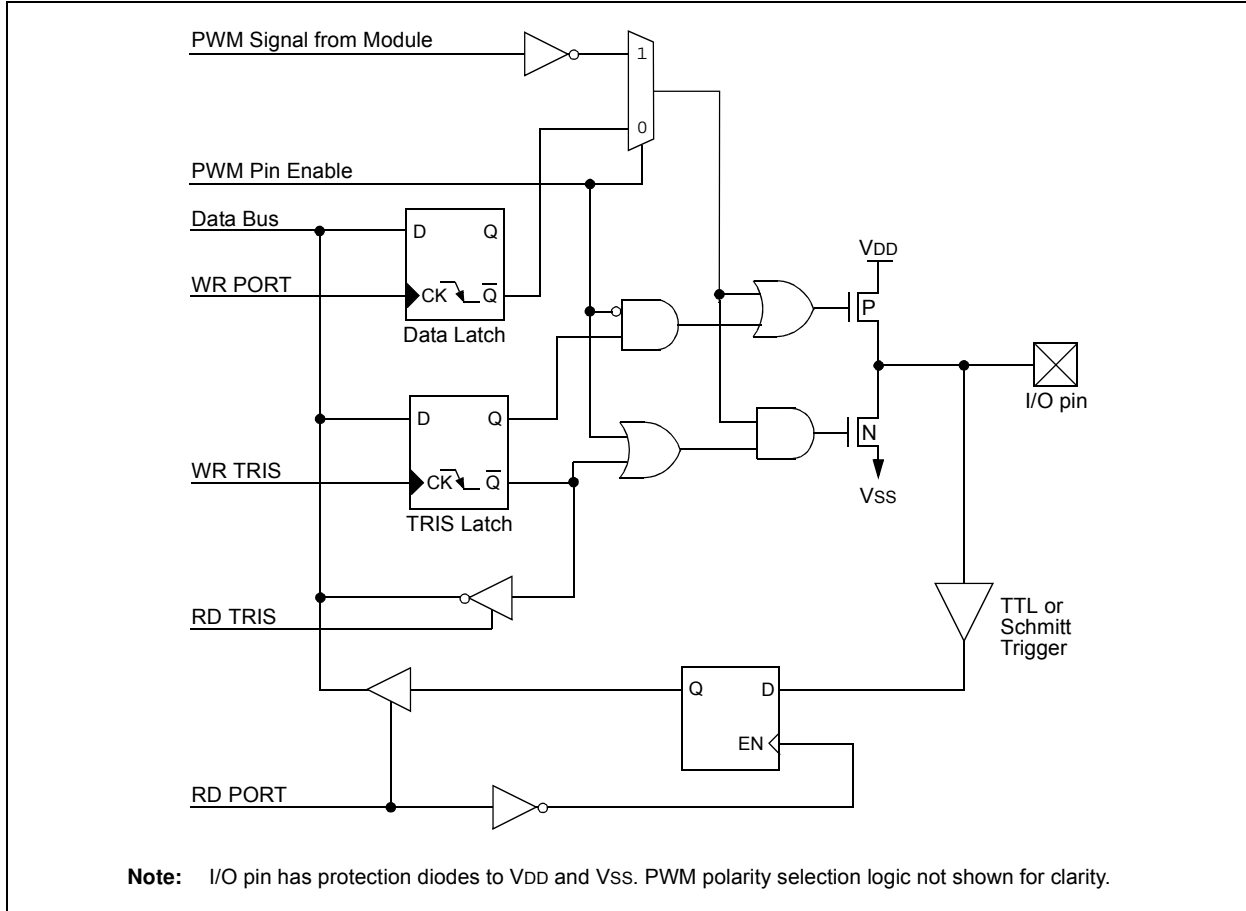 PWM Signal from Module
1
0
PWM Pin Enable
Data Bus
D Q
WR PORT
CK Q̅
Data Latch
VDD
P
D Q
I/O pin
N
WR TRIS
CK Q̅
VSS
TRIS Latch
RD TRIS
TTL or
Schmitt
Trigger
Q D
EN
RD PORT
Note: I/O pin has protection diodes to VDD and VSS. PWM polarity selection logic not shown for clarity.